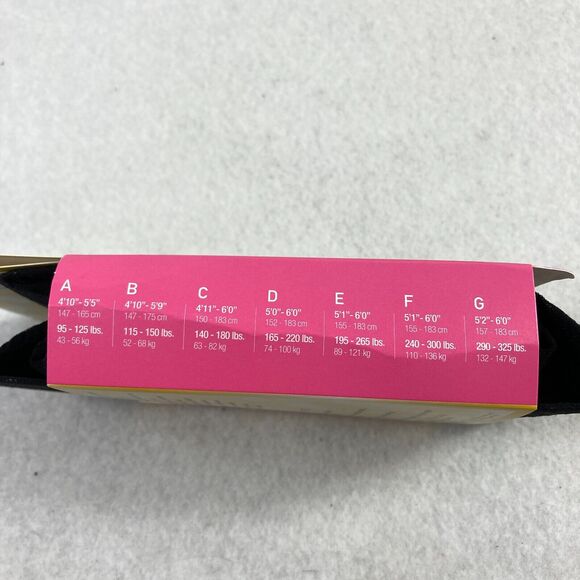 A
4'10"- 5'5"
147 - 165 cm
95 - 125 lbs.
43 - 56 kg
B
4'10"- 5'9"
147 - 175 cm
115 - 150 lbs.
52 - 68 kg
C
4'11"- 6'0"
150 - 183 cm
140 - 180 lbs.
63 - 82 kg
D
5'0"- 6'0"
152 - 183 cm
165 - 220 lbs.
74 - 100 kg
E
5'1"- 6'0"
155 - 183 cm
195 - 265 lbs.
89 - 121 kg
F
5'1"- 6'0"
155 - 183 cm
240 - 300 lbs.
110 - 136 kg
G
5'2"- 6'0"
157 - 183 cm
290 - 325 lbs.
132 - 147 kg